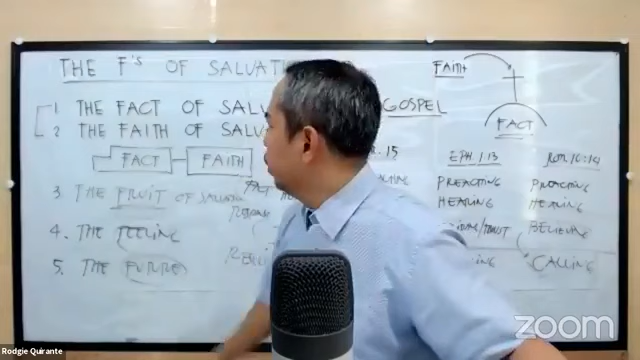 THE F's OF SALVATI
FAITH
1 THE FACT OF SALV GOSPEL
2 THE FAITH OF SALV
FACT
FACT FAITH
.15
EPH. 1:13
PREACHING
HEARING
TRUST
ROM. 10:14
PREACHING
HEARING
BELIEVING
CALLING
3. THE FRUIT OF SALVATION
4. THE FEELING
5. THE FUTURE
zoom
Rodgie Quirante